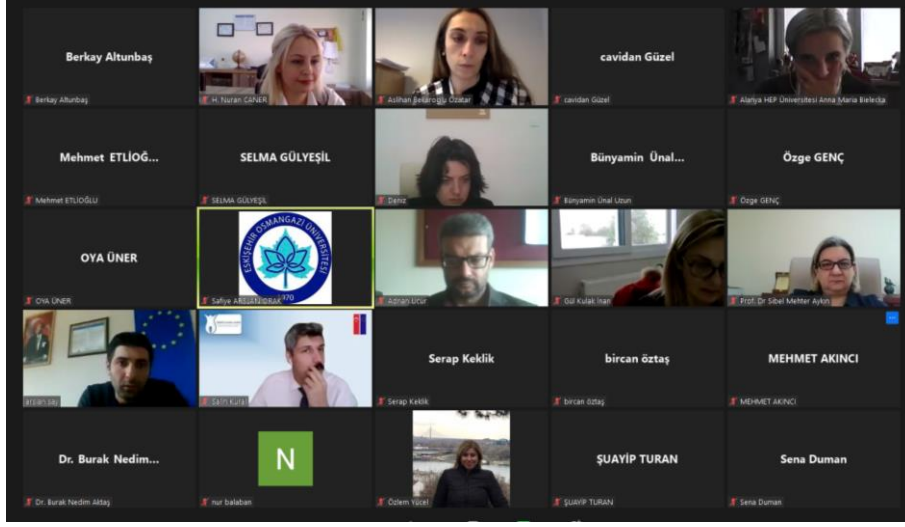 Berkay Altunbaş
cavidan Güzel
Berkay Altunbaş
H. Nuran CANER
Aslıhan Bekaroğlu Özatar
cavidan Güzel
Alanya HEP Üniversitesi Anna Maria Bielecka
Mehmet ETLİOĞ...
SELMA GÜLYEŞİL
Bünyamin Ünal...
Özge GENÇ
Mehmet ETLİOĞLU
SELMA GÜLYEŞİL
Deniz
Bünyamin Ünal Uzun
Özge GENÇ
OYA ÜNER
ESKİŞEHİR OSMANGAZİ ÜNİVERSİTESİ
1970
OYA ÜNER
Safiye
Gül Kulak İnan
Prof. Dr Sibel Mehter Aykın
Serap Keklik
bircan öztaş
MEHMET AKINCI
arslan say
Selin Kural
Serap Keklik
bircan öztaş
MEHMET AKINCI
Dr. Burak Nedim...
N
ŞUAYİP TURAN
Sena Duman
Dr. Burak Nedim Aktaş
nur balaban
Özlem Yücel
ŞUAYİP TURAN
Sena Duman